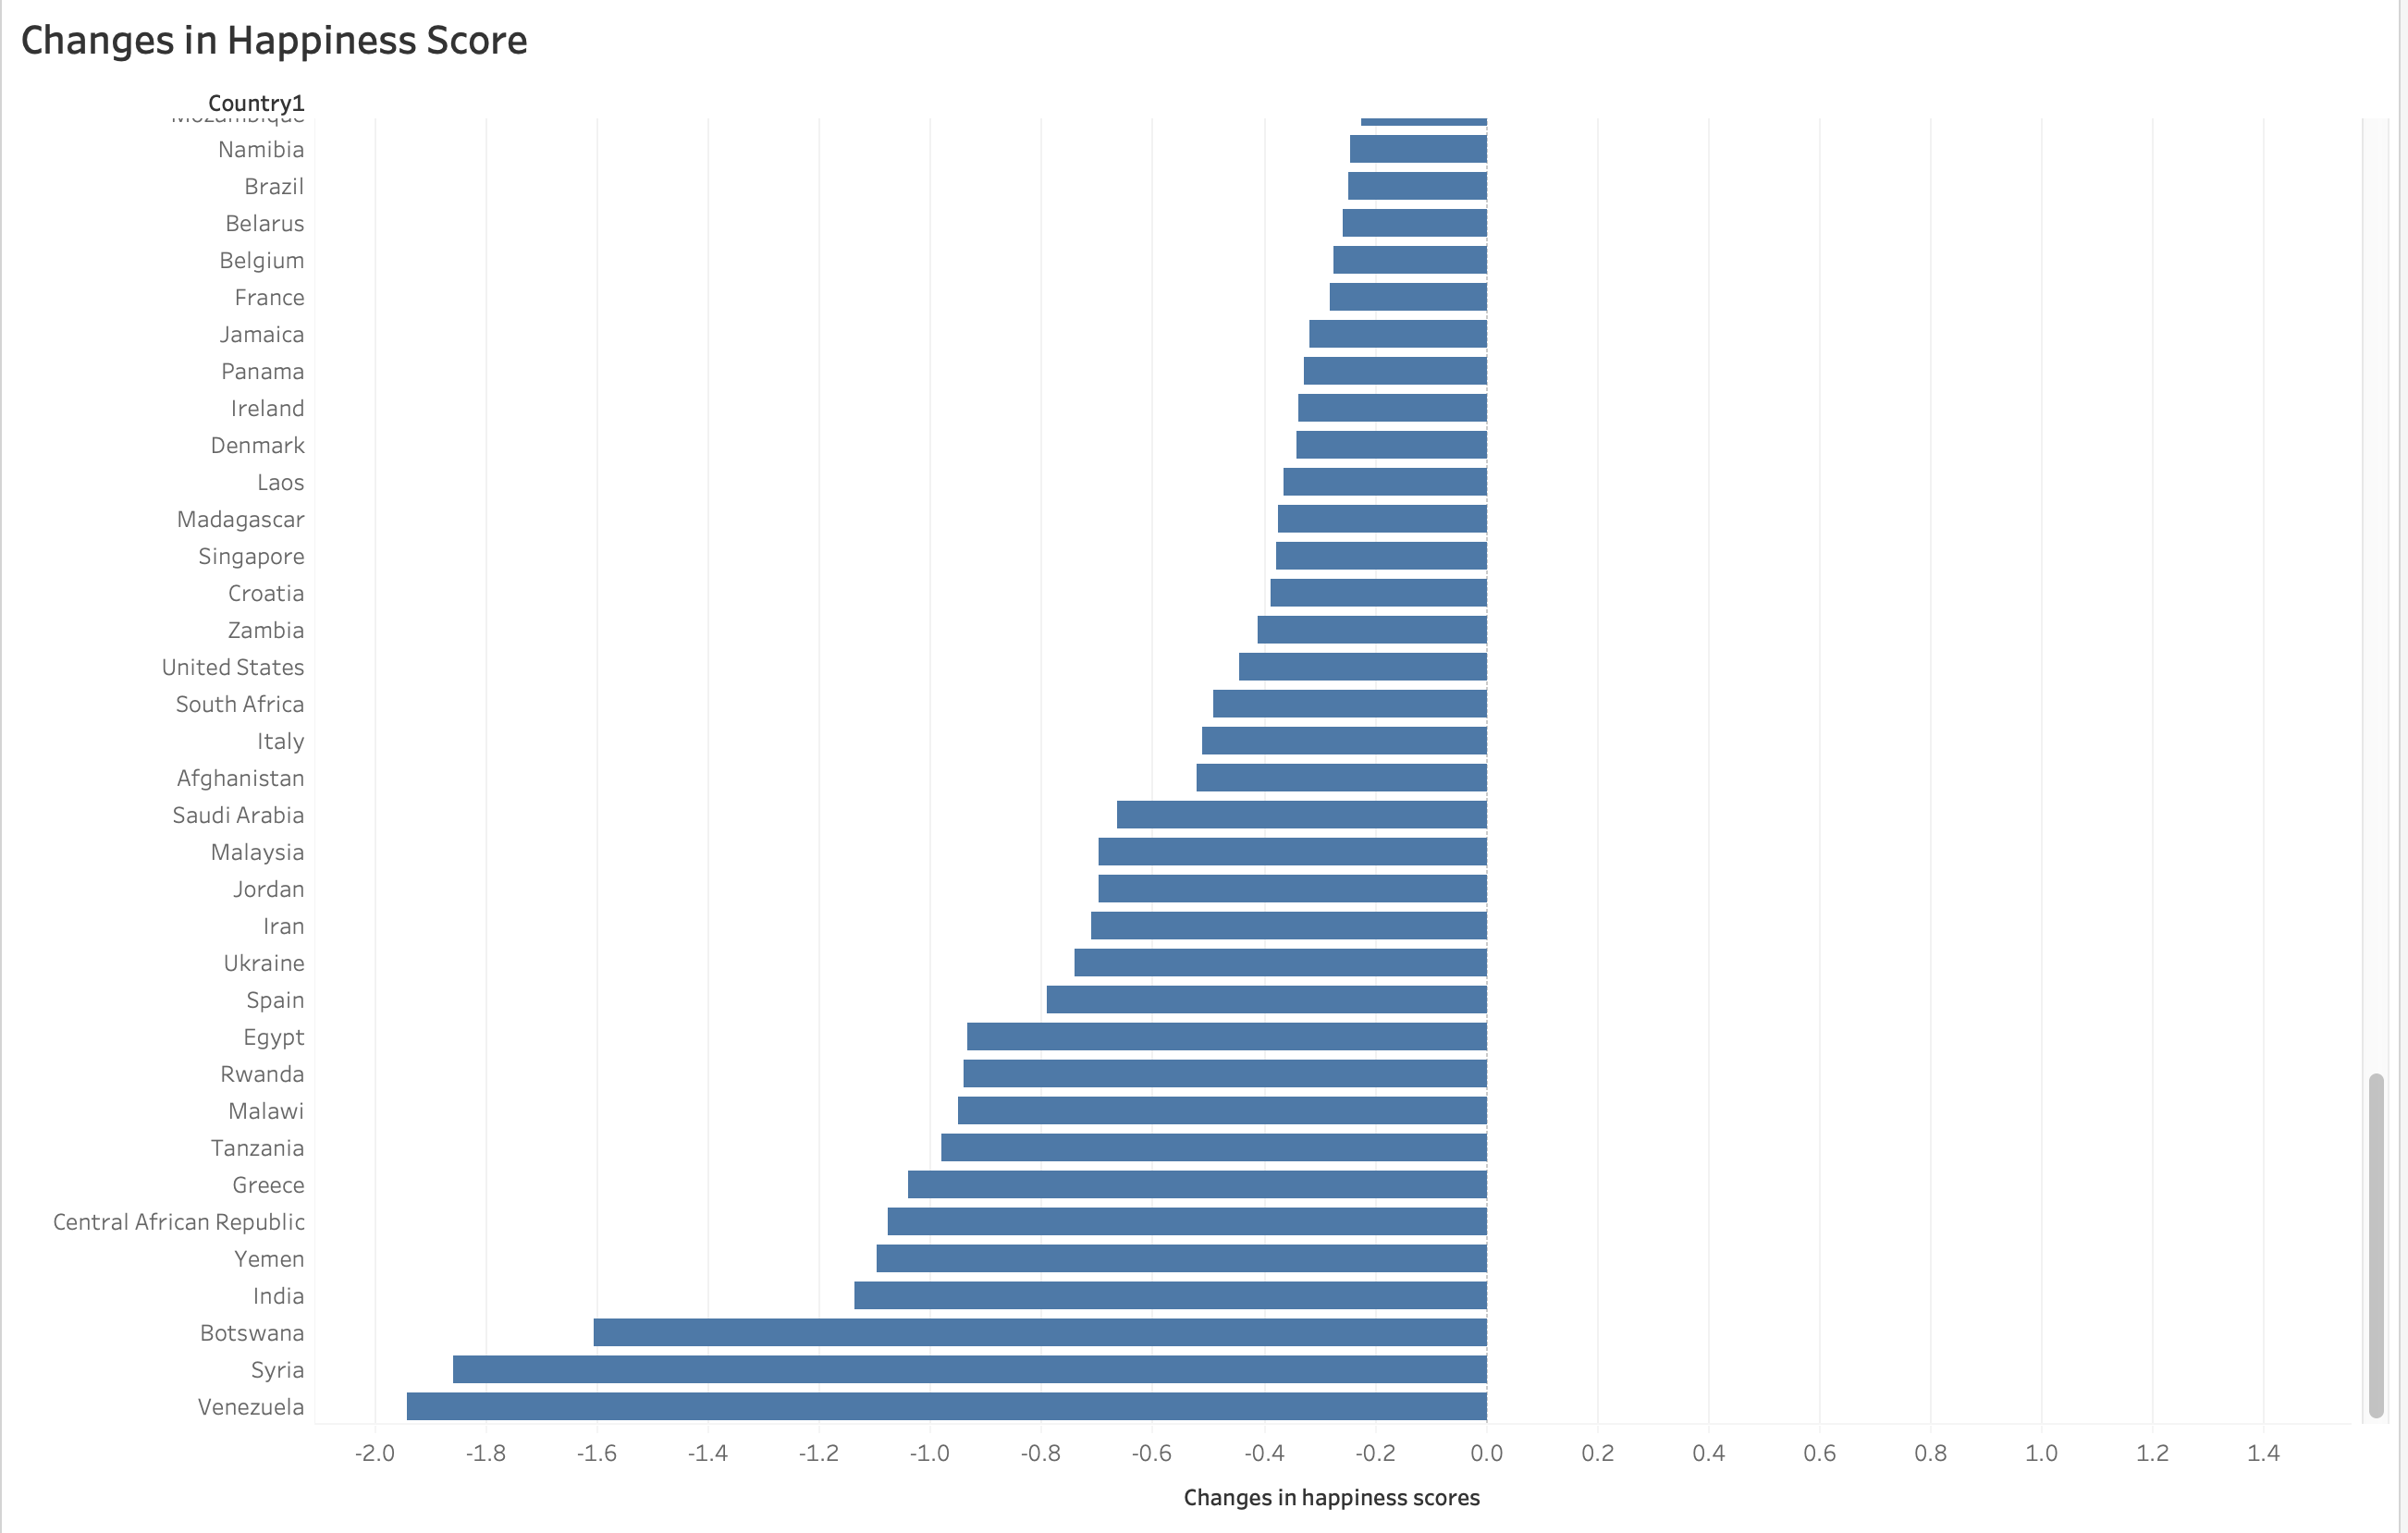 Changes in Happiness Score
Country1
Mozambique
Namibia
Brazil
Belarus
Belgium
France
Jamaica
Panama
Ireland
Denmark
Laos
Madagascar
Singapore
Croatia
Zambia
United States
South Africa
Italy
Afghanistan
Saudi Arabia
Malaysia
Jordan
Iran
Ukraine
Spain
Egypt
Rwanda
Malawi
Tanzania
Greece
Central African Republic
Yemen
India
Botswana
Syria
Venezuela
-2.0 -1.8 -1.6 -1.4 -1.2 -1.0 -0.8 -0.6 -0.4 -0.2 0.0 0.2 0.4 0.6 0.8 1.0 1.2 1.4
Changes in happiness scores